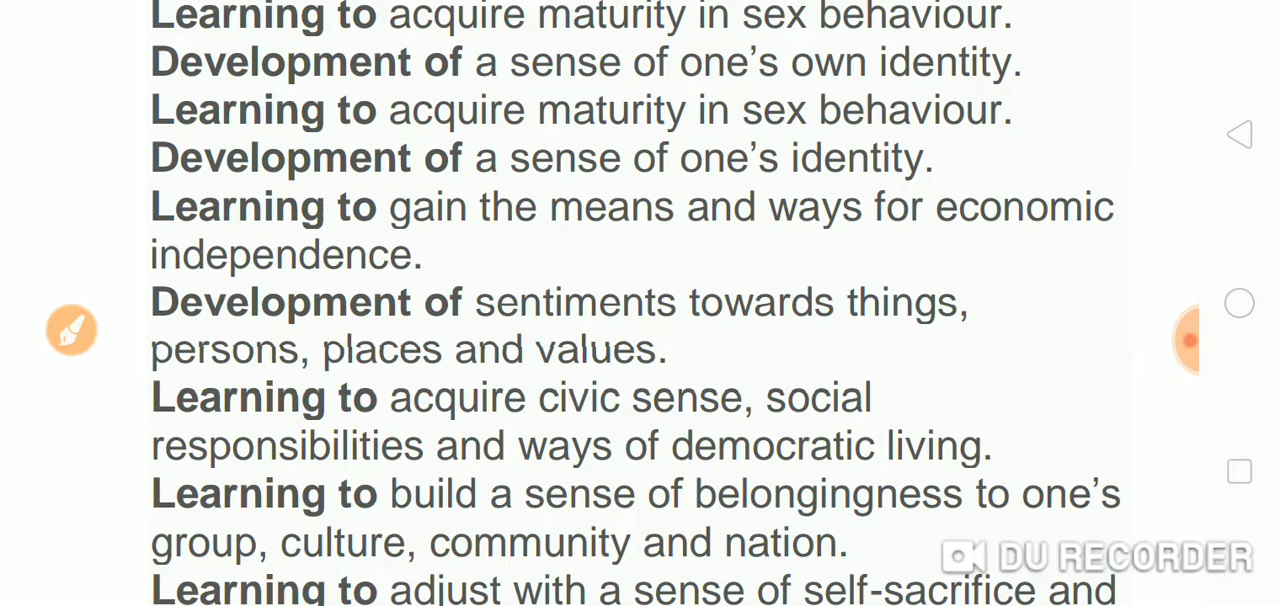 Learning to acquire maturity in sex behaviour.
Development of a sense of one’s own identity.
Learning to acquire maturity in sex behaviour.
Development of a sense of one’s identity.
Learning to gain the means and ways for economic
independence.
Development of sentiments towards things,
persons, places and values.
Learning to acquire civic sense, social
responsibilities and ways of democratic living.
Learning to build a sense of belongingness to one’s
group, culture, community and nation.
DU RECORDER
Learning to adjust with a sense of self-sacrifice and